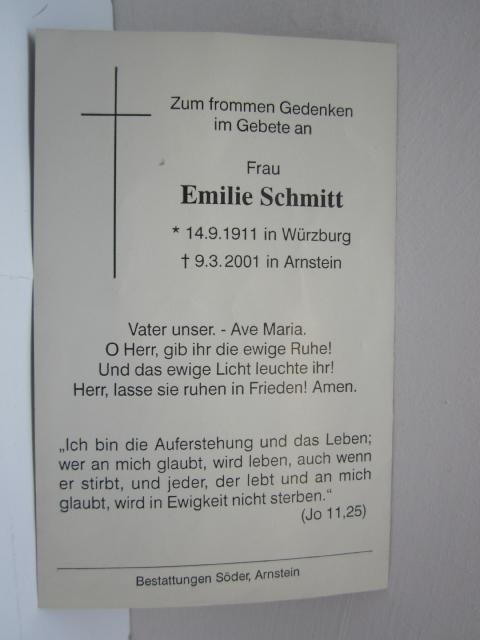 Zum frommen Gedenken
im Gebete an
Frau
Emilie Schmitt
* 14.9.1911 in Würzburg
† 9.3.2001 in Arnstein
Vater unser. - Ave Maria.
O Herr, gib ihr die ewige Ruhe!
Und das ewige Licht leuchte ihr!
Herr, lasse sie ruhen in Frieden! Amen.
„Ich bin die Auferstehung und das Leben;
wer an mich glaubt, wird leben, auch wenn
er stirbt, und jeder, der lebt und an mich
glaubt, wird in Ewigkeit nicht sterben.“
(Jo 11,25)
Bestattungen Söder, Arnstein